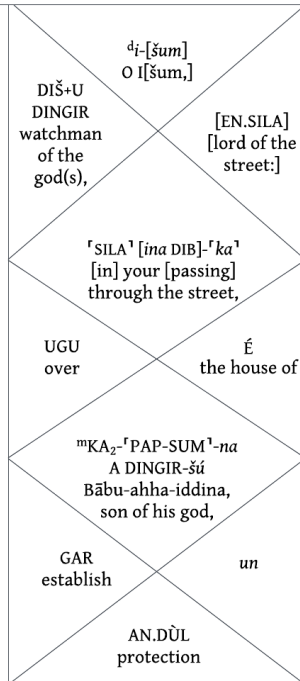 ᵈi-[šum]
O I[šum,]
DIŠ+U
DINGIR
watchman
of the
god(s),
[EN.SILA]
[lord of the
street:]
⸢SILA⸣ [ina DIB]-⸢ka⸣
[in] your [passing]
through the street,
UGU
over
É
the house of
ᵐKA₂-⸢PAP-SUM⸣-na
A DINGIR-šú
Bābu-ahha-iddina,
son of his god,
GAR
establish
un
AN.DÙL
protection